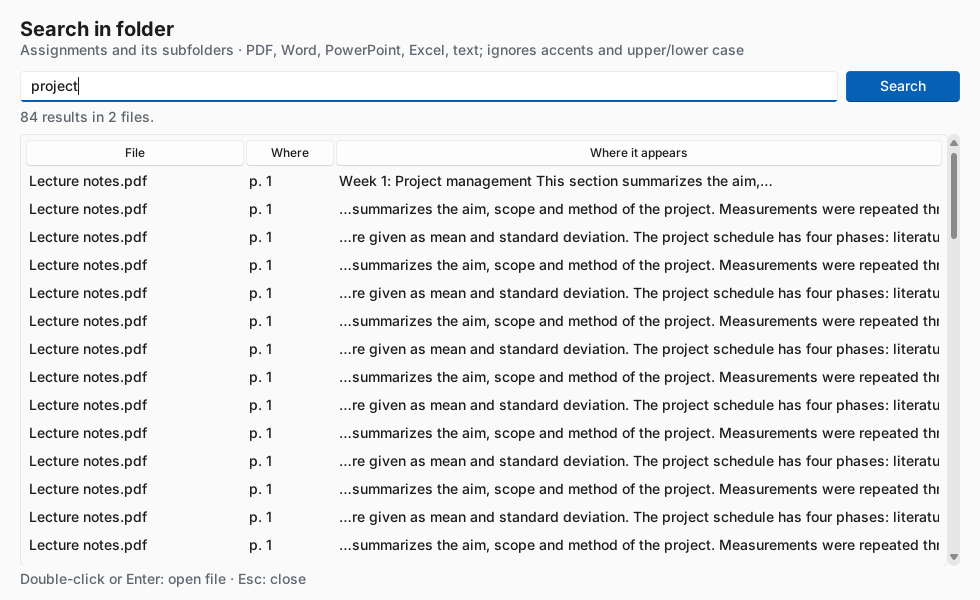 Search in folder
Assignments and its subfolders · PDF, Word, PowerPoint, Excel, text; ignores accents and upper/lower case
project
Search
84 results in 2 files.
File Where Where it appears
Lecture notes.pdf p. 1 Week 1: Project management This section summarizes the aim,…
Lecture notes.pdf p. 1 …summarizes the aim, scope and method of the project. Measurements were repeated
Lecture notes.pdf p. 1 …re given as mean and standard deviation. The project schedule has four phases:
Lecture notes.pdf p. 1 …summarizes the aim, scope and method of the project. Measurements were repeated
Lecture notes.pdf p. 1 …re given as mean and standard deviation. The project schedule has four phases:
Lecture notes.pdf p. 1 …summarizes the aim, scope and method of the project. Measurements were repeated
Lecture notes.pdf p. 1 …re given as mean and standard deviation. The project schedule has four phases:
Lecture notes.pdf p. 1 …summarizes the aim, scope and method of the project. Measurements were repeated
Lecture notes.pdf p. 1 …re given as mean and standard deviation. The project schedule has four phases:
Lecture notes.pdf p. 1 …summarizes the aim, scope and method of the project. Measurements were repeated
Lecture notes.pdf p. 1 …re given as mean and standard deviation. The project schedule has four phases:
Lecture notes.pdf p. 1 …summarizes the aim, scope and method of the project. Measurements were repeated
Lecture notes.pdf p. 1 …re given as mean and standard deviation. The project schedule has four phases:
Lecture notes.pdf p. 1 …summarizes the aim, scope and method of the project. Measurements were repeated
Double-click or Enter: open file · Esc: close